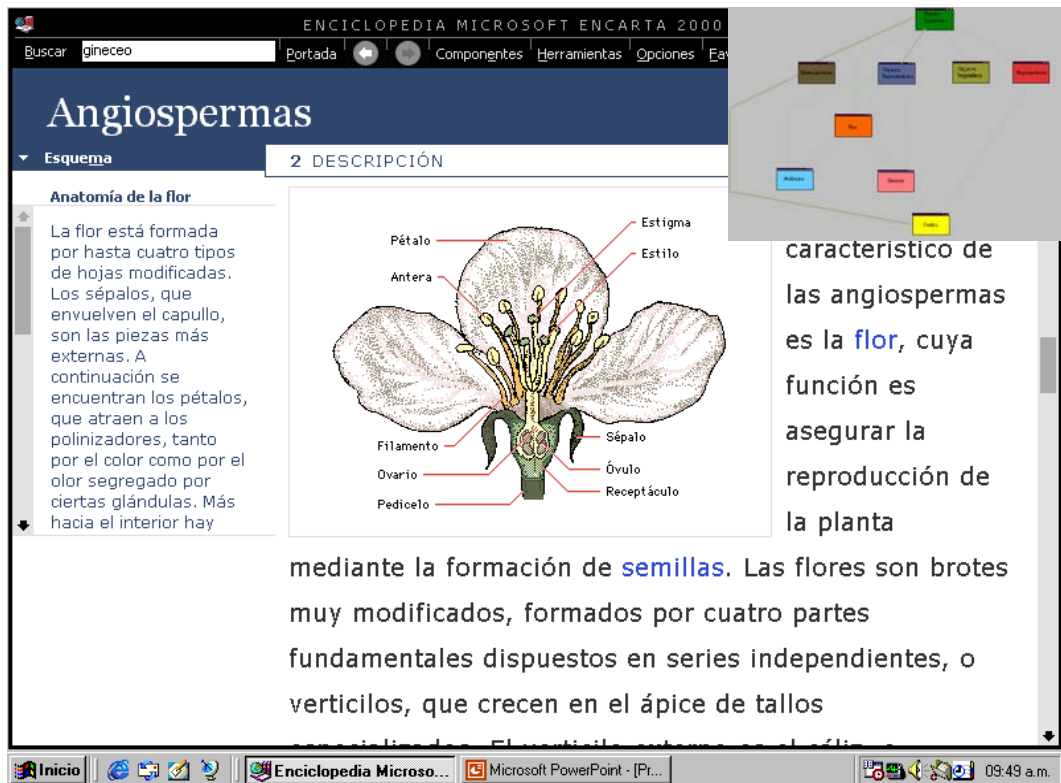 ENCICLOPEDIA MICROSOFT ENCARTA 2000
Buscar gineceo Portada Componentes Herramientas Opciones
Angiospermas
Esquema
2 DESCRIPCIÓN
Anatomía de la flor
La flor está formada
por hasta cuatro tipos
de hojas modificadas.
Los sépalos, que
envuelven el capullo,
son las piezas más
externas. A
continuación se
encuentran los pétalos,
que atraen a los
polinizadores, tanto
por el color como por el
olor segregado por
ciertas glándulas. Más
hacia el interior hay
Pétalo
Antera
Filamento
Ovario
Pedicelo
Estigma
Estilo
Sépalo
Óvulo
Receptáculo
Flor
característico de
las angiospermas
es la flor, cuya
función es
asegurar la
reproducción de
la planta
mediante la formación de semillas. Las flores son brotes
muy modificados, formados por cuatro partes
fundamentales dispuestos en series independientes, o
verticilos, que crecen en el ápice de tallos
Inicio Enciclopedia Microso... Microsoft PowerPoint - [Pr... 09:49 a.m.